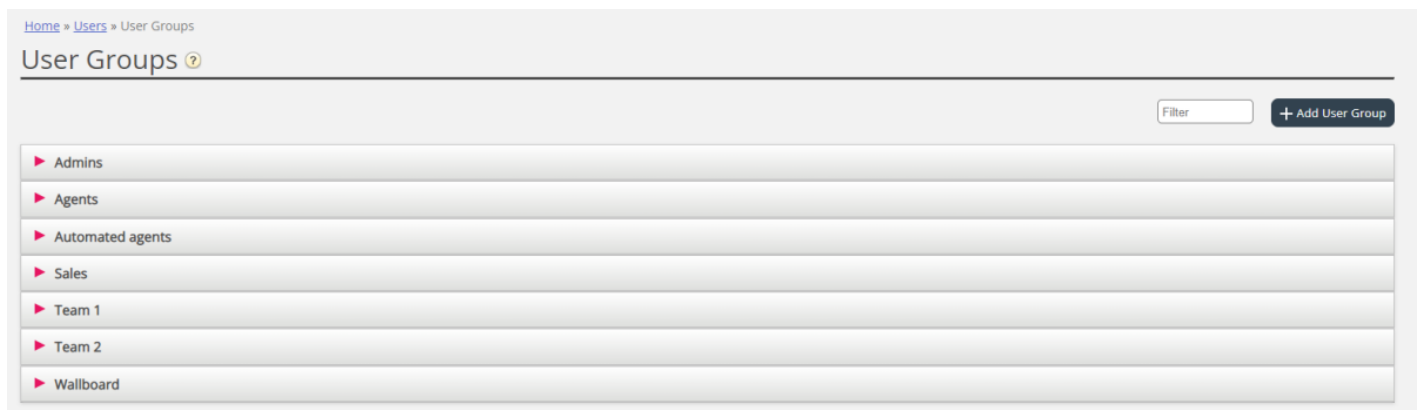 Home » Users » User Groups
User Groups ?
Filter
+ Add User Group
Admins
Agents
Automated agents
Sales
Team 1
Team 2
Wallboard